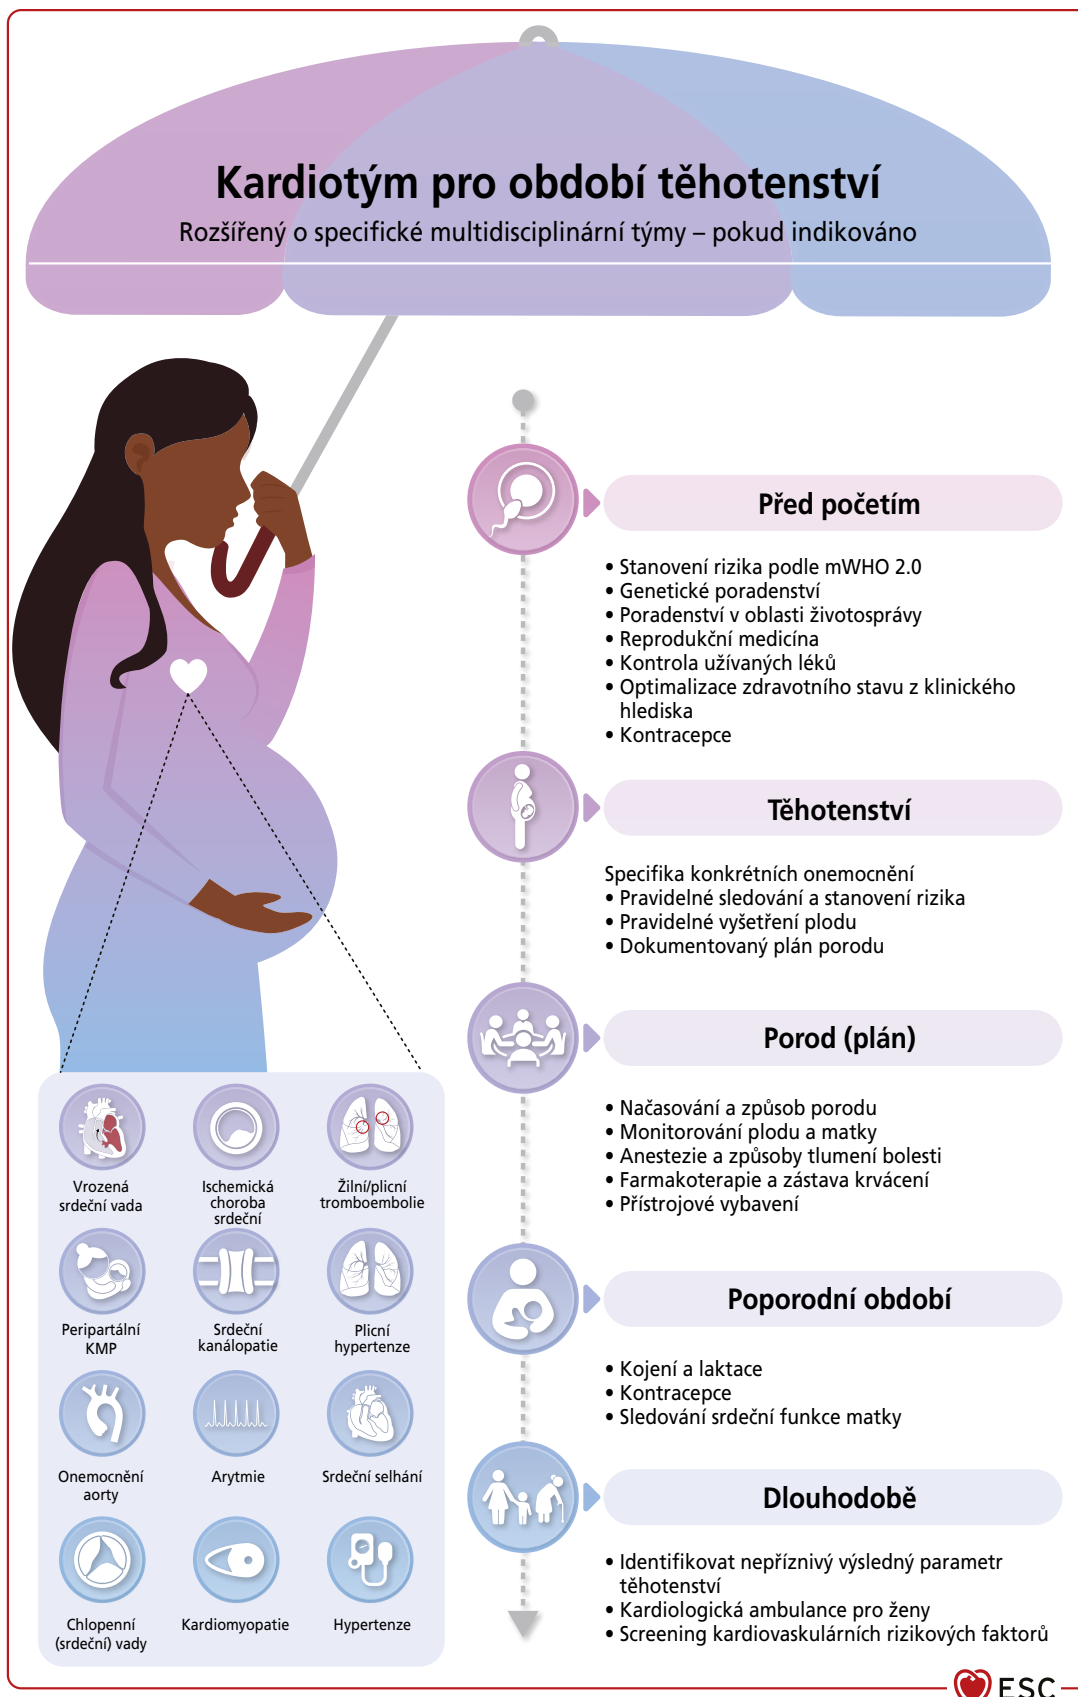 Kardiotým pro období těhotenství
Rozšířený o specifické multidisciplinární týmy – pokud indikováno
Před početím
• Stanovení rizika podle mWHO 2.0
• Genetické poradenství
• Poradenství v oblasti životosprávy
• Reprodukční medicína
• Kontrola užívaných léků
• Optimalizace zdravotního stavu z klinického
hlediska
• Kontracepce
Těhotenství
Specifika konkrétních onemocnění
• Pravidelné sledování a stanovení rizika
• Pravidelné vyšetření plodu
• Dokumentovaný plán porodu
Porod (plán)
• Načasování a způsob porodu
• Monitorování plodu a matky
• Anestezie a způsoby tlumení bolesti
• Farmakoterapie a zástava krvácení
• Přístrojové vybavení
Poporodní období
• Kojení a laktace
• Kontracepce
• Sledování srdeční funkce matky
Dlouhodobě
• Identifikovat nepříznivý výsledný parametr
těhotenství
• Kardiologická ambulance pro ženy
• Screening kardiovaskulárních rizikových faktorů
Vrozená
srdeční vada
Ischemická
choroba
srdeční
Žilní/plicní
tromboembolie
Peripartální
KMP
Srdeční
kanálopatie
Plicní
hypertenze
Onemocnění
aorty
Arytmie
Srdeční selhání
Chlopenní
(srdeční) vady
Kardiomyopatie
Hypertenze
ESC